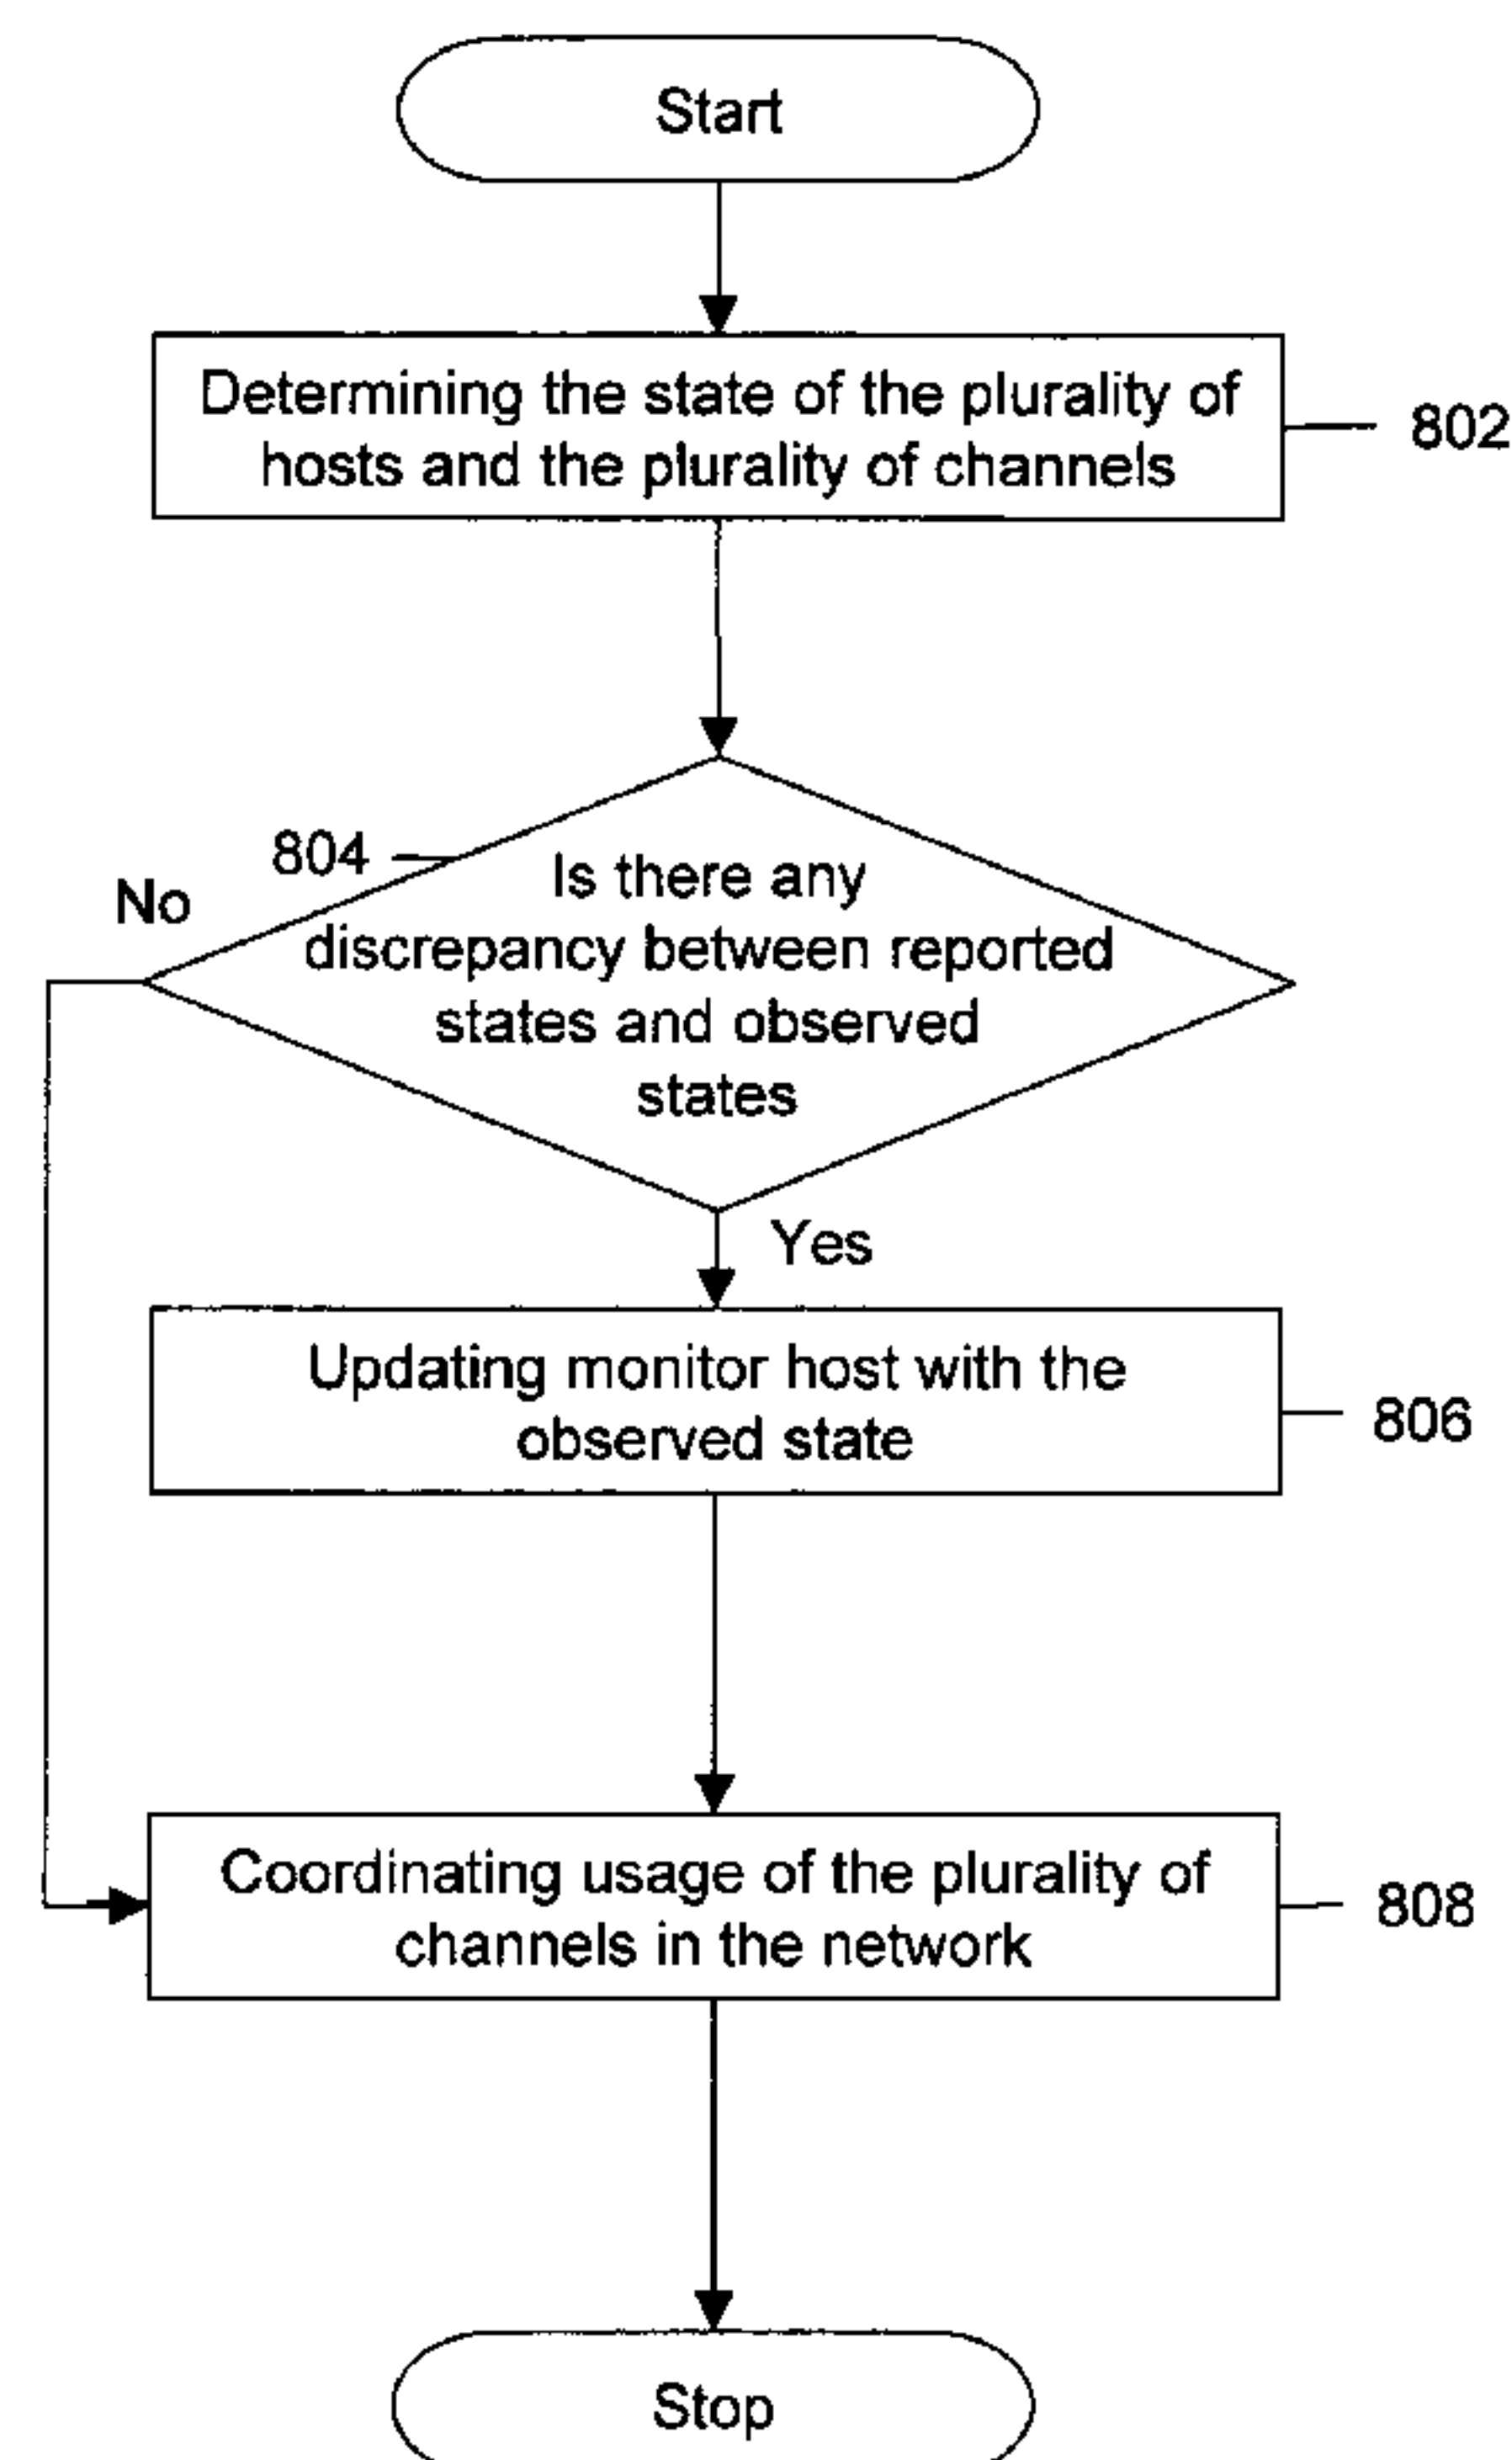 Start
Determining the state of the plurality of
hosts and the plurality of channels
802
804
No
Is there any
discrepancy between reported
states and observed
states
Yes
Updating monitor host with the
observed state
806
Coordinating usage of the plurality of
channels in the network
808
Stop